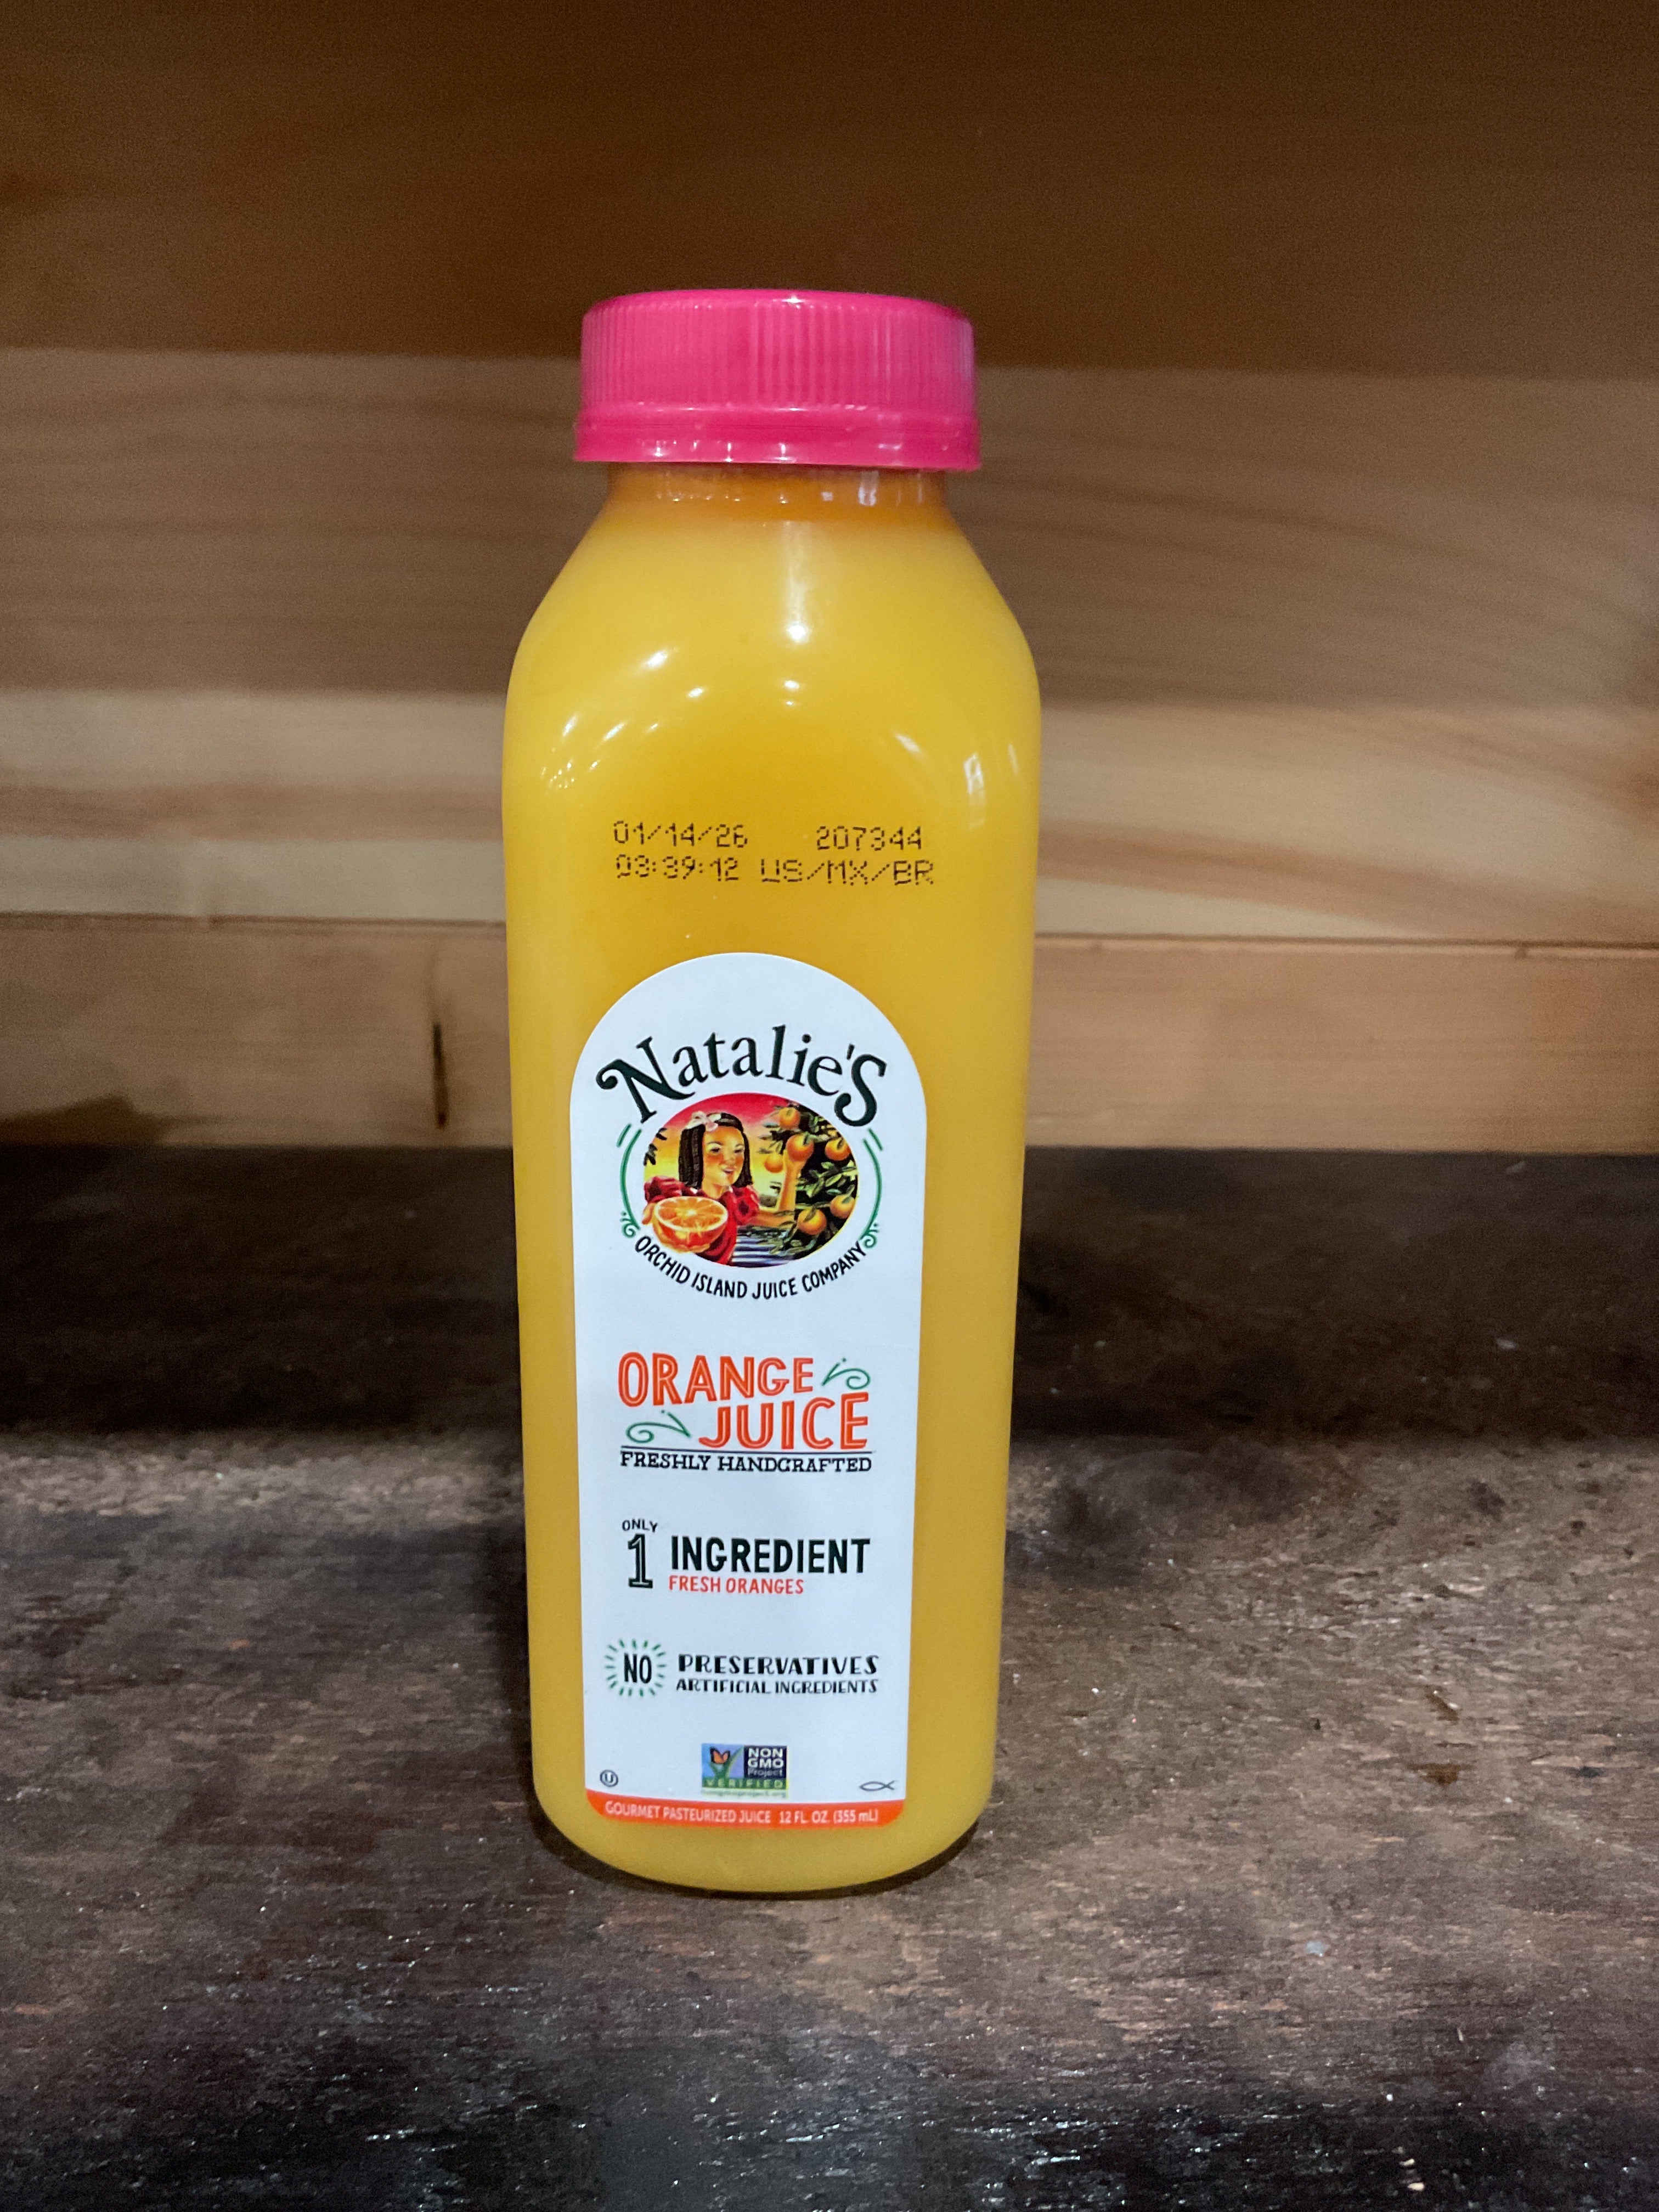 01/14/26 207344
03:39:12 US/MX/BR
Natalie's
ORCHID ISLAND JUICE COMPANY
ORANGE
JUICE
FRESHLY HANDCRAFTED
ONLY
1 INGREDIENT
FRESH ORANGES
NO PRESERVATIVES
ARTIFICIAL INGREDIENTS
NON
GMO
Project
VERIFIED
nongmoproject.org
U
GOURMET PASTEURIZED JUICE 12 FL. OZ. (355 mL)